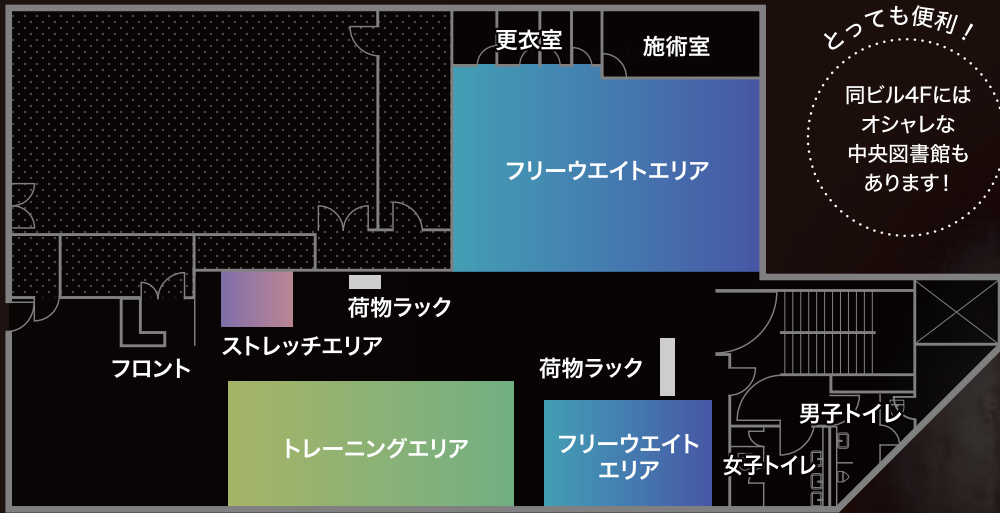 更衣室
施術室
フリーウエイトエリア
とっても便利！
同ビル4Fには
オシャレな
中央図書館も
あります！
荷物ラック
ストレッチエリア
フロント
荷物ラック
トレーニングエリア
フリーウエイト
エリア
男子トイレ
女子トイレ